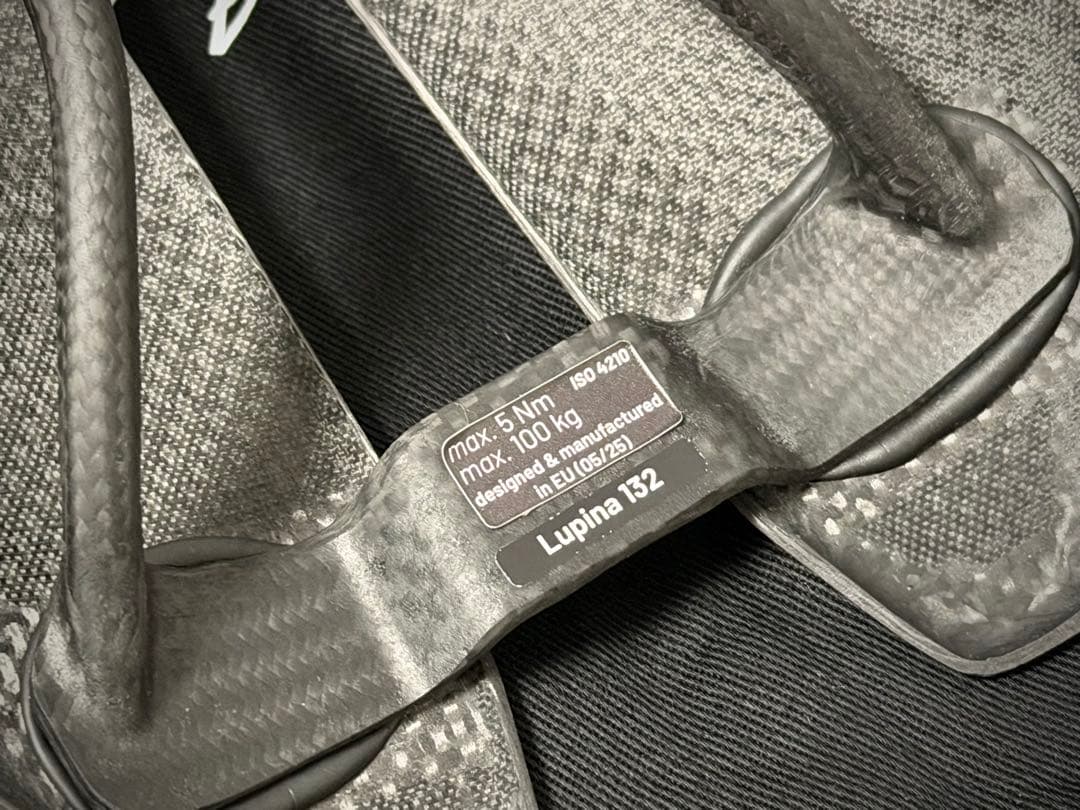 ISO 4210
max. 5 Nm
max. 100 kg
designed & manufactured
in EU (05/25)
Lupina 132